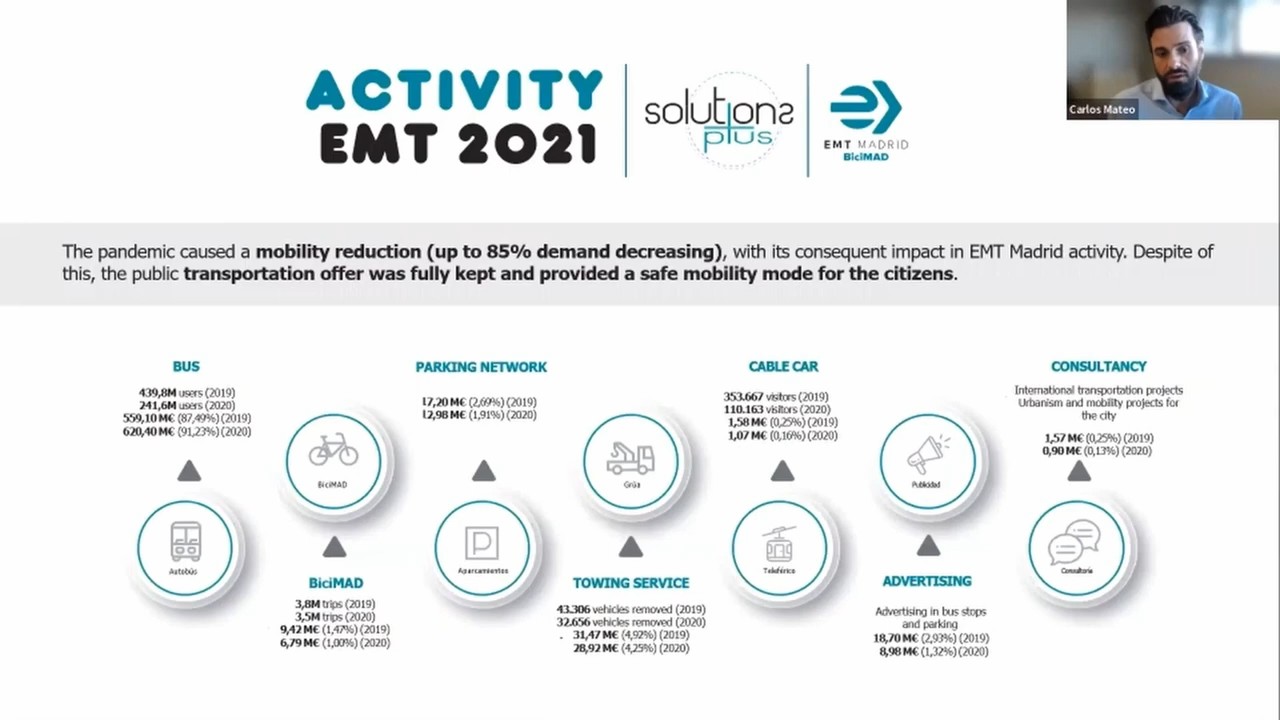 ACTIVITY
EMT 2021
solutions
plus
EMT MADRID
BiciMAD
Carlos Mateo
The pandemic caused a mobility reduction (up to 85% demand decreasing), with its consequent impact in EMT Madrid activity. Despite of
this, the public transportation offer was fully kept and provided a safe mobility mode for the citizens.
BUS
439,8M users (2019)
241,6M users (2020)
559,10 M€ (87,49%) (2019)
620,40 M€ (91,23%) (2020)
Autobús
BiciMAD
BiciMAD
3,8M trips (2019)
3,5M trips (2020)
9,42 M€ (1,47%) (2019)
6,79 M€ (1,00%) (2020)
PARKING NETWORK
17,20 M€ (2,69%) (2019)
12,98 M€ (1,91%) (2020)
P
Aparcamientos
Grúa
TOWING SERVICE
43.306 vehicles removed (2019)
32.656 vehicles removed (2020)
31,47 M€ (4,92%) (2019)
28,92 M€ (4,25%) (2020)
CABLE CAR
353.667 visitors (2019)
110.163 visitors (2020)
1,58 M€ (0,25%) (2019)
1,07 M€ (0,16%) (2020)
Teleférico
Publicidad
ADVERTISING
Advertising in bus stops
and parking
18,70 M€ (2,93%) (2019)
8,98 M€ (1,32%) (2020)
CONSULTANCY
International transportation projects
Urbanism and mobility projects for
the city
1,57 M€ (0,25%) (2019)
0,90 M€ (0,13%) (2020)
Consultoría